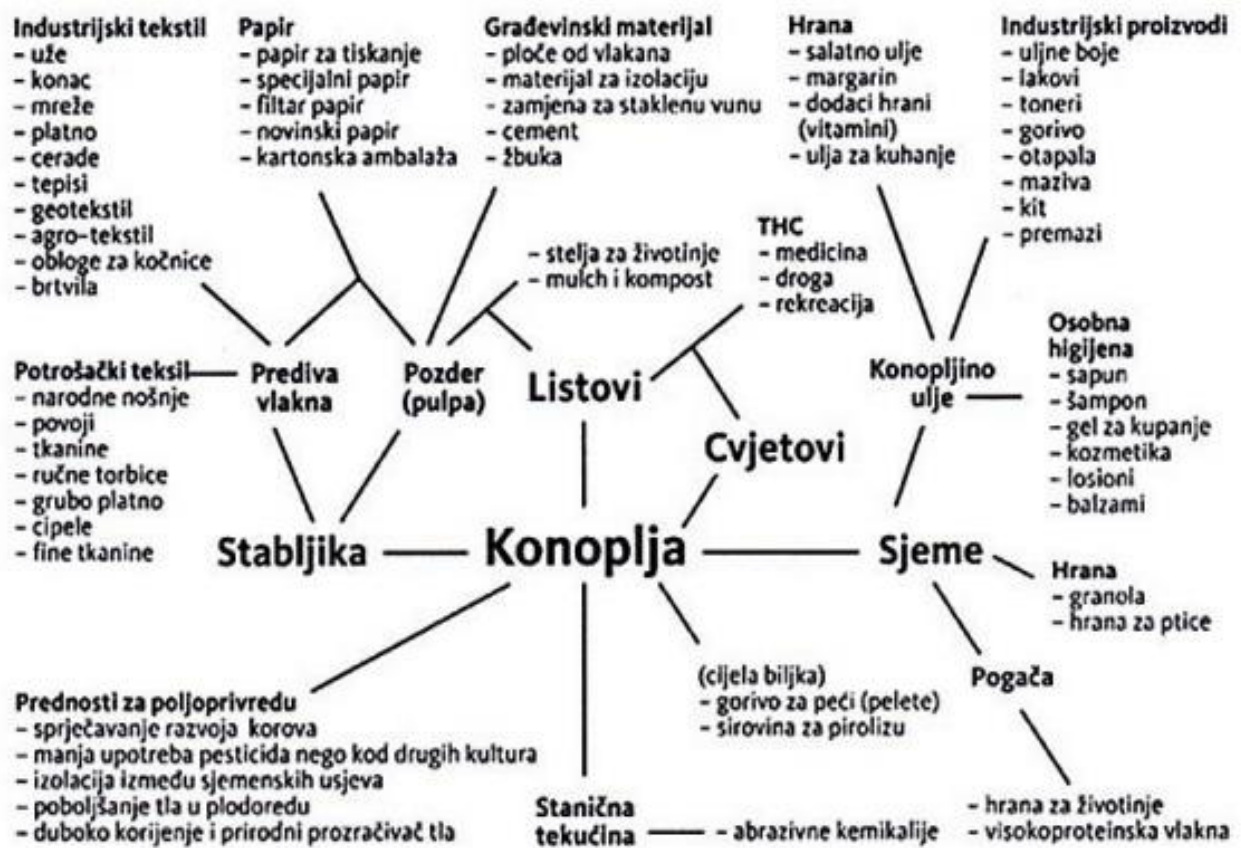 Industrijski tekstil
- uže
- konac
- mreže
- platno
- cerade
- tepisi
- geotekstil
- agro-tekstil
- obloge za kočnice
- brtvila
Papir
- papir za tiskanje
- specijalni papir
- filtar papir
- novinski papir
- kartonska ambalaža
Građevinski materijal
- ploče od vlakana
- materijal za izolaciju
- zamjena za staklenu vunu
- cement
- žbuka
Hrana
- salatno ulje
- margarin
- dodaci hrani
(vitamini)
- ulja za kuhanje
Industrijski proizvodi
- uljne boje
- lakovi
- toneri
- gorivo
- otapala
- maziva
- kit
- premazi
- stelja za životinje
- mulch i kompost
THC
- medicina
- droga
- rekreacija
Potrošački teksil
- narodne nošnje
- povoji
- tkanine
- ručne torbice
- grubo platno
- cipele
- fine tkanine
Prediva
vlakna
Pozder
(pulpa)
Listovi
Cvjetovi
Konopljino
ulje
Osobna
higijena
- sapun
- šampon
- gel za kupanje
- kozmetika
- losioni
- balzami
Stabljika
Konoplja
Sjeme
Hrana
- granola
- hrana za ptice
Prednosti za poljoprivredu
- sprječavanje razvoja korova
- manja upotreba pesticida nego kod drugih kultura
- izolacija između sjemenskih usjeva
- poboljšanje tla u plodoredu
- duboko korijenje i prirodni prozračivač tla
(cijela biljka)
- gorivo za peći (pelete)
- sirovina za pirolizu
Pogača
Stanična
tekućina
- abrazivne kemikalije
- hrana za životinje
- visokoproteinska vlakna